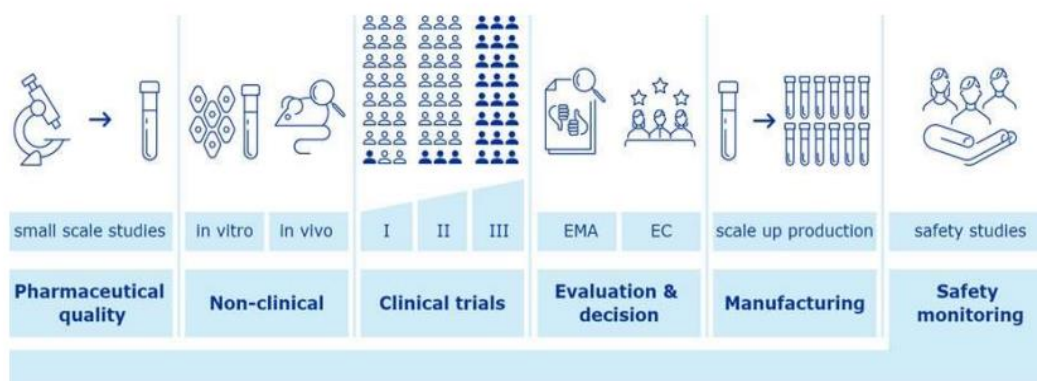 small scale studies
in vitro
in vivo
I
II
III
EMA
EC
scale up production
safety studies
Pharmaceutical
quality
Non-clinical
Clinical trials
Evaluation &
decision
Manufacturing
Safety
monitoring